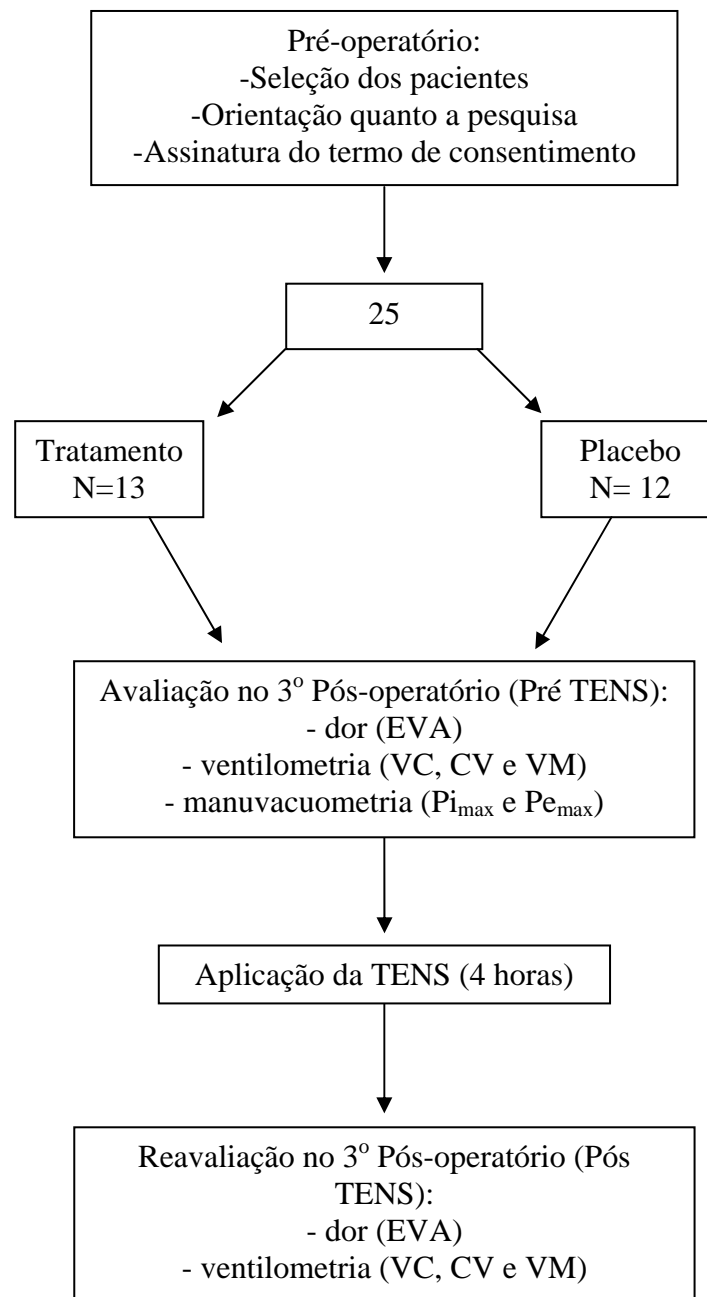 Pré-operatório:
-Seleção dos pacientes
-Orientação quanto a pesquisa
-Assinatura do termo de consentimento
25
Tratamento
N=13
Placebo
N= 12
Avaliação no 3º Pós-operatório (Pré TENS):
- dor (EVA)
- ventilometria (VC, CV e VM)
- manuvacuometria (Pimax e Pemax)
Aplicação da TENS (4 horas)
Reavaliação no 3º Pós-operatório (Pós
TENS):
- dor (EVA)
- ventilometria (VC, CV e VM)